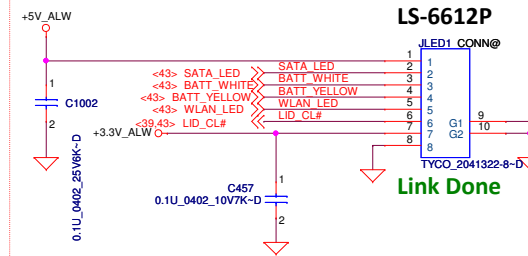 +5V_ALW
LS-6612P
JLED1 CONN@
1
1
<43> SATA_LED
SATA_LED
2
2
<43> BATT_WHITE
BATT_WHITE
3
3
<43> BATT_YELLOW
BATT_YELLOW
4
4
<43> WLAN_LED
WLAN_LED
5
5
<39,43> LID_CL#
LID_CL#
6
6
G1
9
+3.3V_ALW
7
7
G2
10
8
8
1
C1002
2
0.1U_0402_25V6K~D
TYCO_2041322-8~D
Link Done
1
C457
0.1U_0402_10V7K~D
2